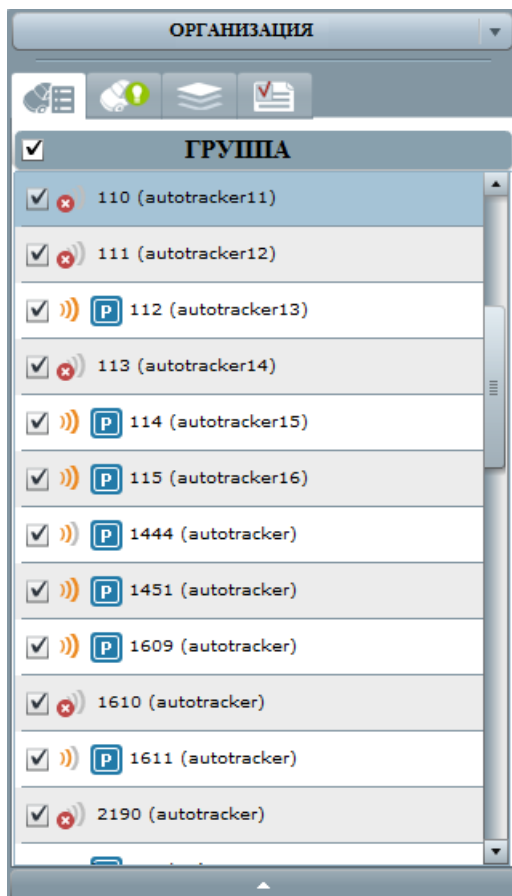 ОРГАНИЗАЦИЯ
ГРУППА
110 (autotracker11)
111 (autotracker12)
P 112 (autotracker13)
113 (autotracker14)
P 114 (autotracker15)
P 115 (autotracker16)
P 1444 (autotracker)
P 1451 (autotracker)
P 1609 (autotracker)
1610 (autotracker)
P 1611 (autotracker)
2190 (autotracker)